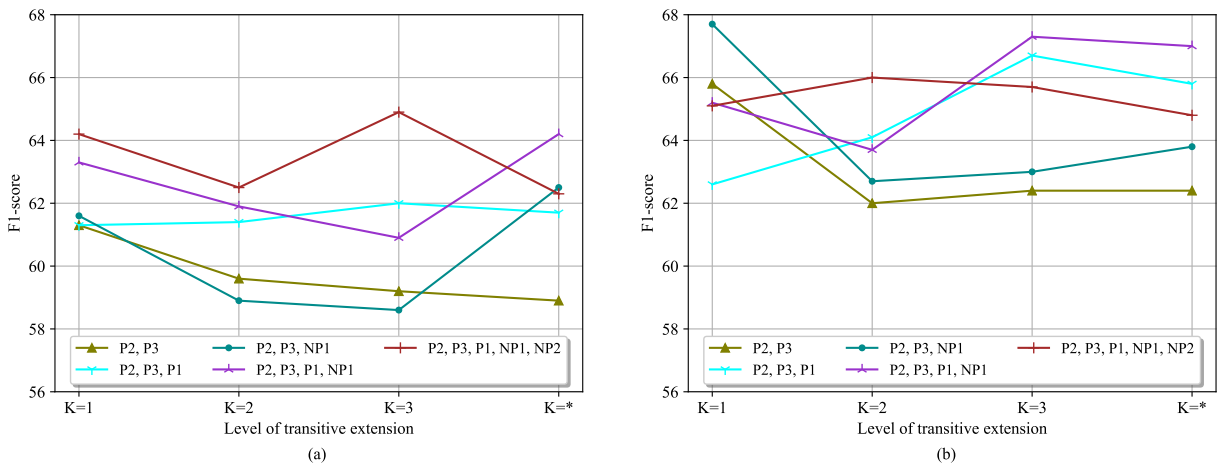 68
66
64
62
60
58
56
F1-score
P2, P3
P2, P3, P1
P2, P3, NP1
P2, P3, P1, NP1
P2, P3, P1, NP1, NP2
K=1
K=2
K=3
K=*
Level of transitive extension
(a)
68
66
64
62
60
58
56
F1-score
P2, P3
P2, P3, P1
P2, P3, NP1
P2, P3, P1, NP1
P2, P3, P1, NP1, NP2
K=1
K=2
K=3
K=*
Level of transitive extension
(b)